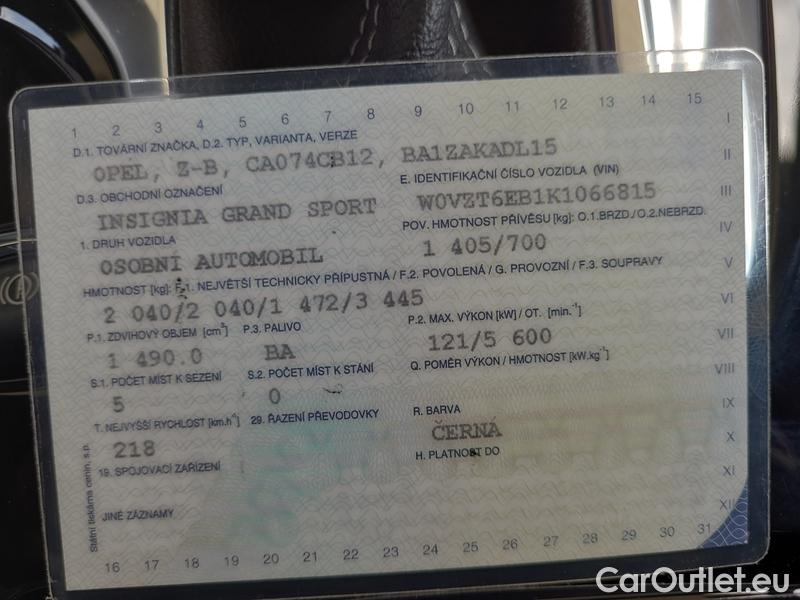 1 2 3 4 5 6 7 8 9 10 11 12 13 14 15
D.1. TOVÁRNÍ ZNAČKA, D.2. TYP, VARIANTA, VERZE
OPEL, Z-B, CA074CB12, BA1ZAKADL15
I
II
D.3. OBCHODNÍ OZNAČENÍ
E. IDENTIFIKAČNÍ ČÍSLO VOZIDLA (VIN)
INSIGNIA GRAND SPORT
W0VZT6EB1K1066815
III
1. DRUH VOZIDLA
POV. HMOTNOST PŘÍVĚSU [kg]: O.1.BRZD./O.2.NEBRZD.
OSOBNÍ AUTOMOBIL
1 405/700
IV
HMOTNOST [kg]: F.1. NEJVĚTŠÍ TECHNICKY PŘÍPUSTNÁ / F.2. POVOLENÁ / G. PROVOZNÍ / F.3. SOUPRAVY
V
2 040/2 040/1 472/3 445
VI
P.1. ZDVIHOVÝ OBJEM [cm³]
P.3. PALIVO
P.2. MAX. VÝKON [kW] / OT. [min.⁻¹]
1 490.0
BA
121/5 600
VII
S.1. POČET MÍST K SEZENÍ
S.2. POČET MÍST K STÁNÍ
Q. POMĚR VÝKON / HMOTNOST [kW.kg⁻¹]
VIII
5
0
T. NEJVYŠŠÍ RYCHLOST [km.h⁻¹]
29. ŘAZENÍ PŘEVODOVKY
R. BARVA
IX
218
ČERNÁ
X
19. SPOJOVACÍ ZAŘÍZENÍ
H. PLATNOST DO
XI
JINÉ ZÁZNAMY
XII
Státní tiskárna cenin, s.p.
16 17 18 19 20 21 22 23 24 25 26 27 28 29 30 31
CarOutlet.eu